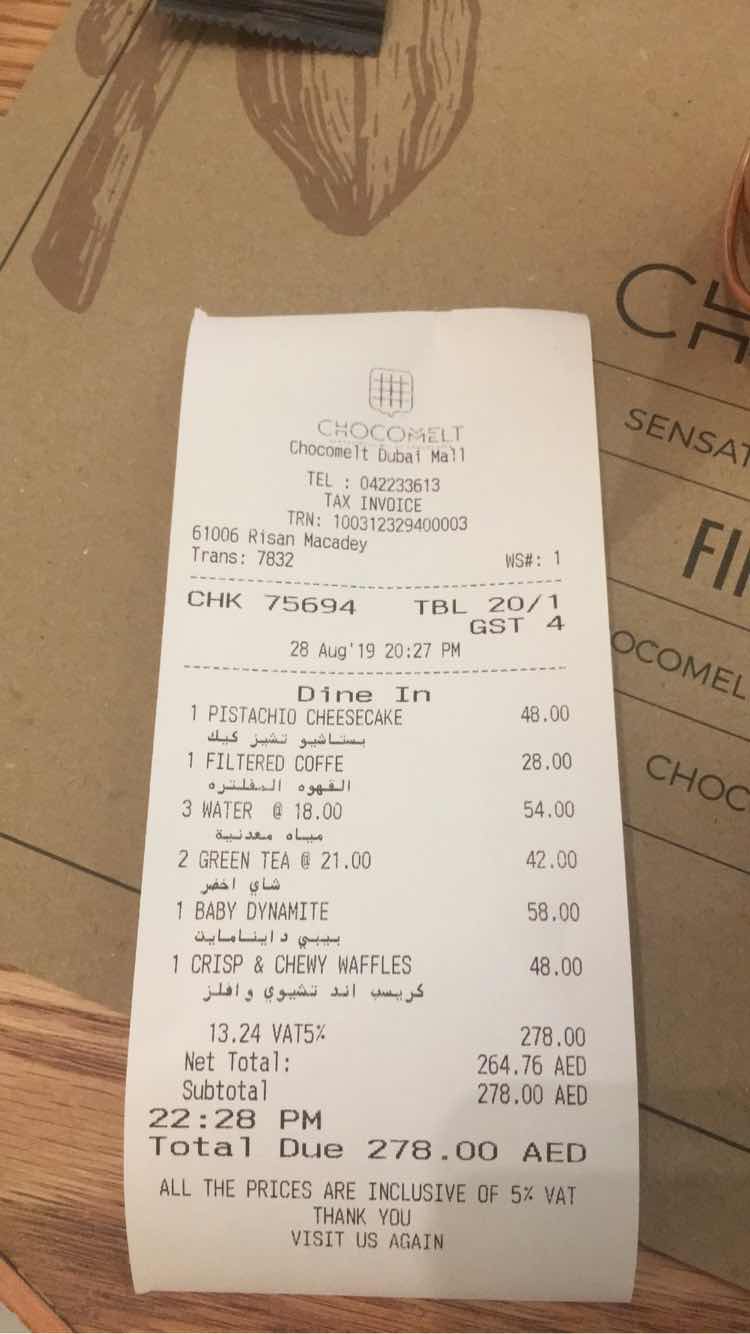 CHOCOMELT
Chocomelt Dubai Mall
TEL : 042233613
TAX INVOICE
TRN: 100312329400003
61006 Risan Macadey
Trans: 7832 WS#: 1
CHK 75694 TBL 20/1
GST 4
28 Aug'19 20:27 PM
Dine In
1 PISTACHIO CHEESECAKE 48.00
بستاشيو تشيز كيك
1 FILTERED COFFE 28.00
القهوه المفلتره
3 WATER @ 18.00 54.00
مياه معدنية
2 GREEN TEA @ 21.00 42.00
شاي اخضر
1 BABY DYNAMITE 58.00
بيبي داينامايت
1 CRISP & CHEWY WAFFLES 48.00
كريسب اند تشيوي وافلز
13.24 VAT5% 278.00
Net Total: 264.76 AED
Subtotal 278.00 AED
22:28 PM
Total Due 278.00 AED
ALL THE PRICES ARE INCLUSIVE OF 5% VAT
THANK YOU
VISIT US AGAIN
CH
SENSAT
FI
OCOMEL
CHOC